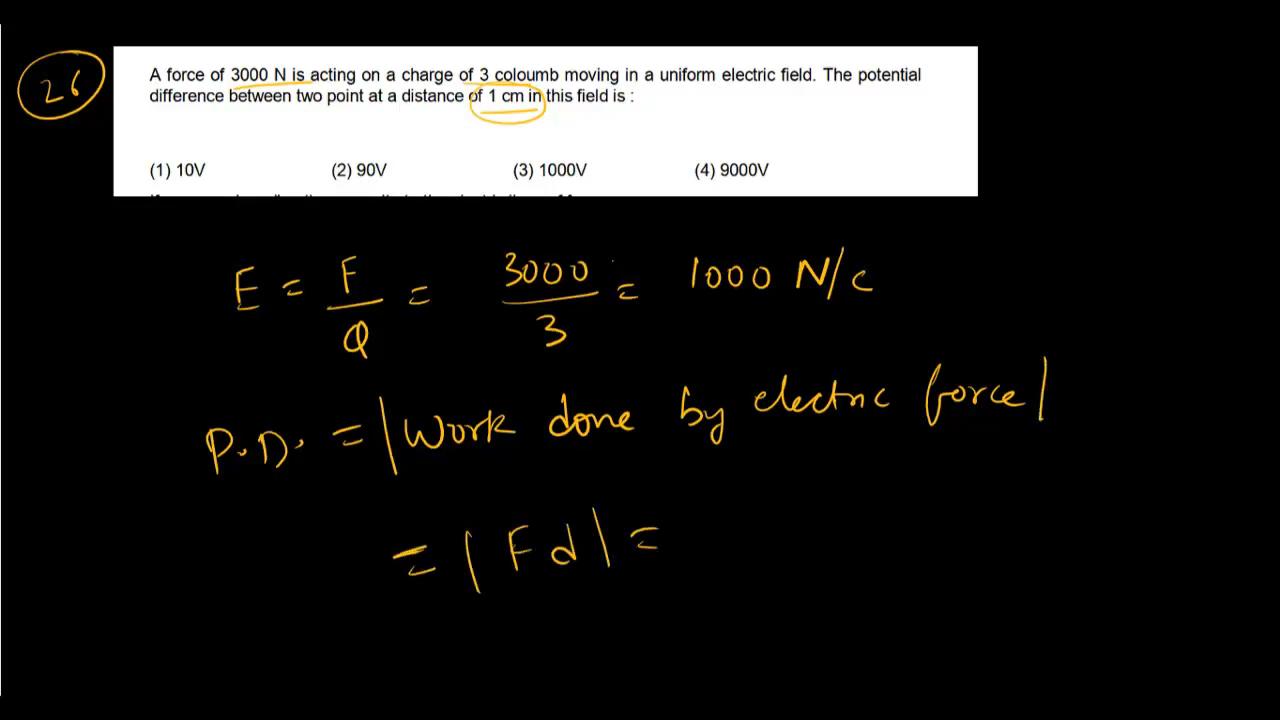 26
A force of 3000 N is acting on a charge of 3 coloumb moving in a uniform electric field. The potential
difference between two point at a distance of 1 cm in this field is :
(1) 10V (2) 90V (3) 1000V (4) 9000V
E = F/Q = 3000/3 = 1000 N/C
P.D. = |Work done by electric force|
= |Fd| =